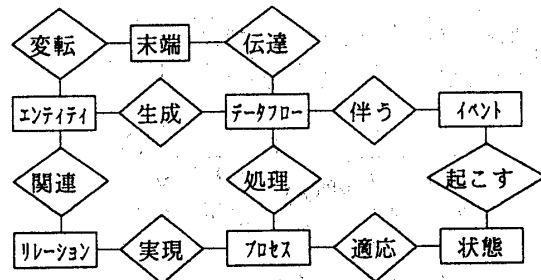 変転 末端 伝達
エンティティ 生成 データフロー 伴う イベント
関連 処理 起こす
リレーション 実現 プロセス 適応 状態